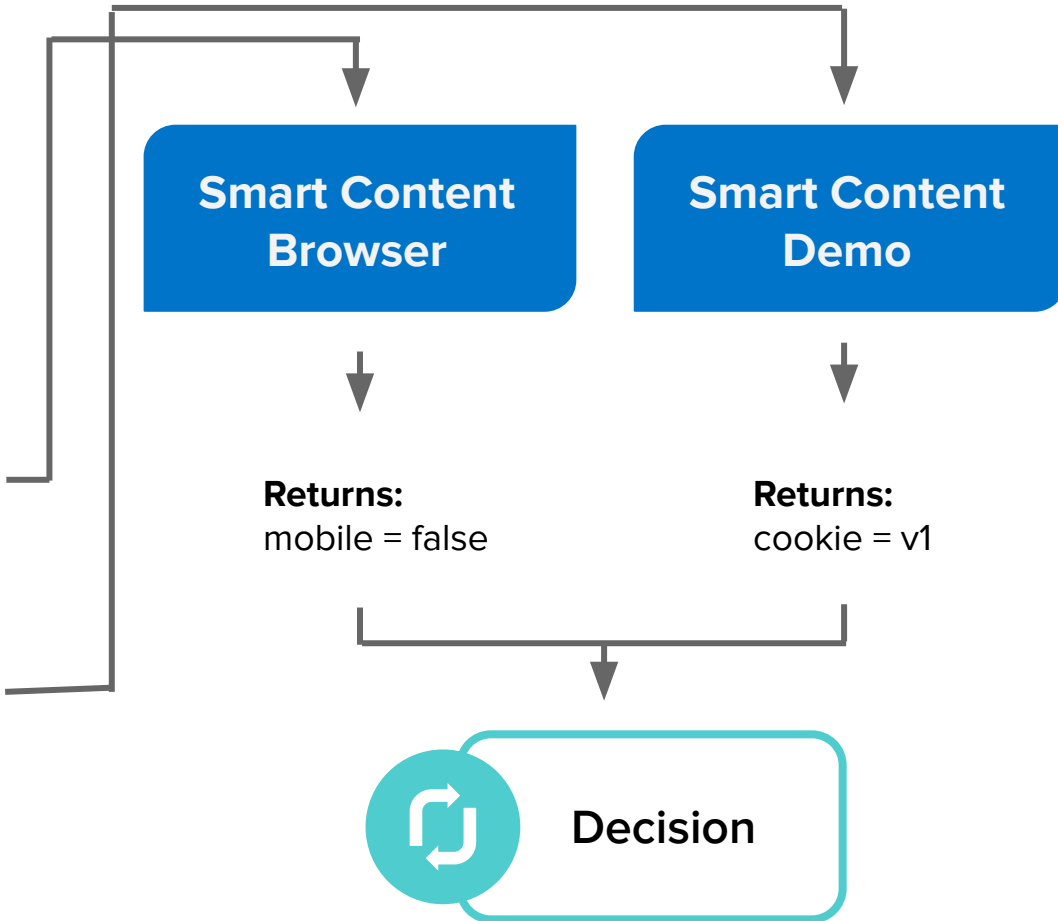 Smart Content
Browser
Smart Content
Demo
Returns:
mobile = false
Returns:
cookie = v1
Decision